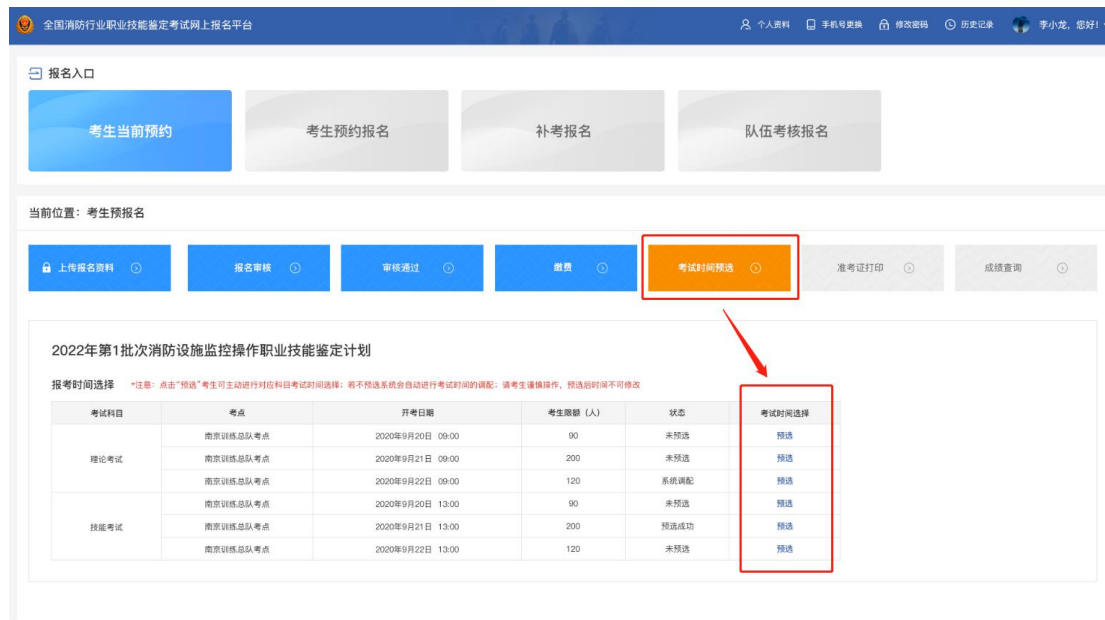 全国消防行业职业技能鉴定考试网上报名平台 个人资料 手机号更换 修改密码 历史记录 李小龙，您好！
报名入口
考生当前预约 考生预约报名 补考报名 队伍考核报名
当前位置：考生预报名
上传报名资料 报名审核 审核通过 缴费 考试时间预选 准考证打印 成绩查询
2022年第1批次消防设施监控操作职业技能鉴定计划
报考时间选择 *注意：点击“预选”考生可主动进行对应科目考试时间选择；若不预选系统会自动进行考试时间的调配；请考生谨慎操作，预选后时间不可修改
考试科目 考点 开考日期 考生限额（人） 状态 考试时间选择
理论考试 南京训练总队考点 2020年9月20日 09:00 90 未预选 预选
南京训练总队考点 2020年9月21日 09:00 200 未预选 预选
南京训练总队考点 2020年9月22日 09:00 120 系统调配 预选
技能考试 南京训练总队考点 2020年9月20日 13:00 90 未预选 预选
南京训练总队考点 2020年9月21日 13:00 200 预选成功 预选
南京训练总队考点 2020年9月22日 13:00 120 未预选 预选